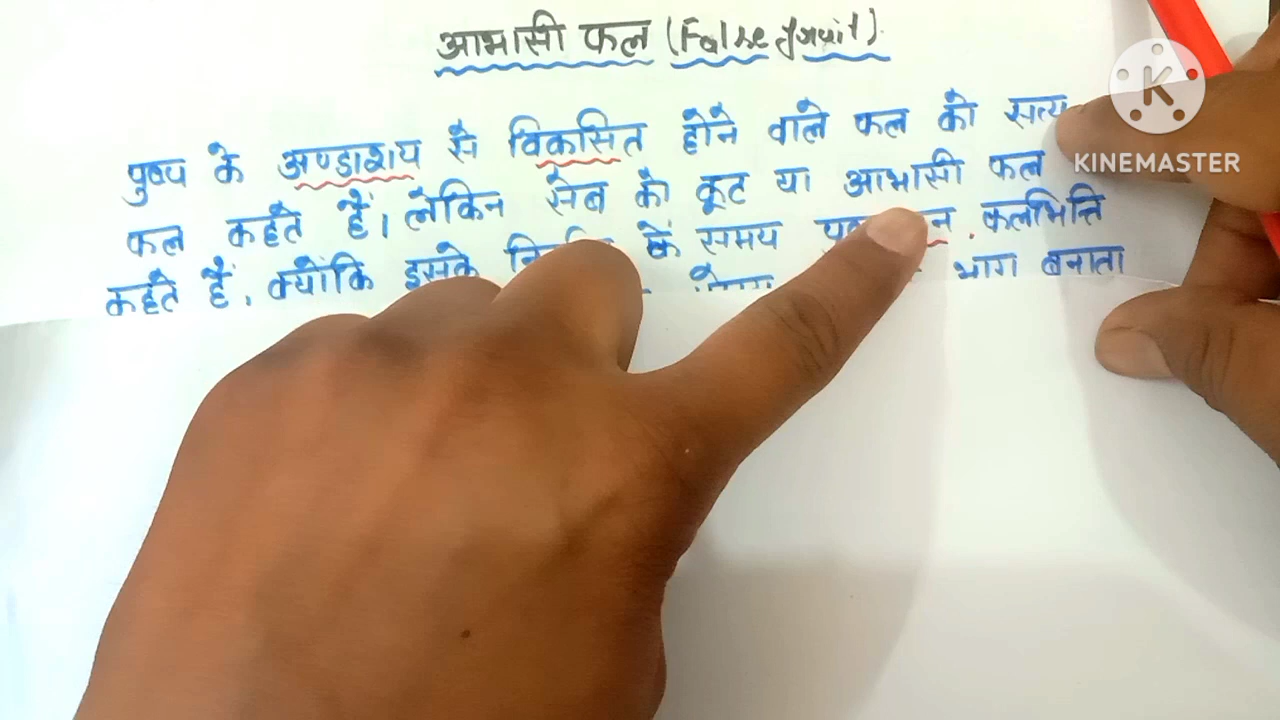 आभासी फल (False fruit).
पुष्प के अण्डाशय से विकसित होने वाले फल को सत्य
फल कहते हैं। लेकिन सेब को कूट या आभासी फल
कहते हैं, क्योंकि इसके के समय फलभित्ति
भाग बनाता
KINEMASTER